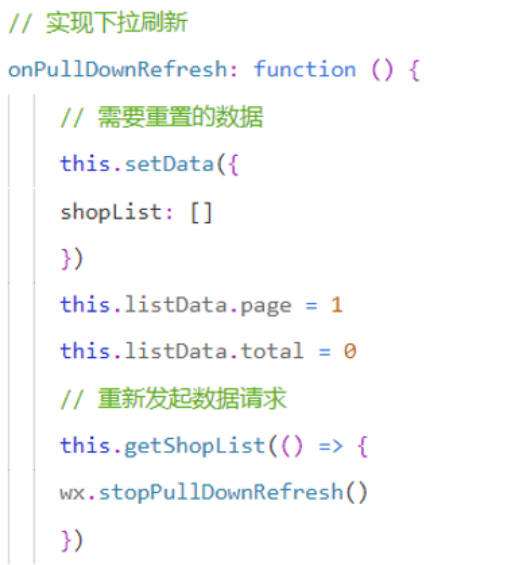 // 实现下拉刷新
onPullDownRefresh: function () {
// 需要重置的数据
this.setData({
shopList: []
})
this.listData.page = 1
this.listData.total = 0
// 重新发起数据请求
this.getShopList(() => {
wx.stopPullDownRefresh()
})